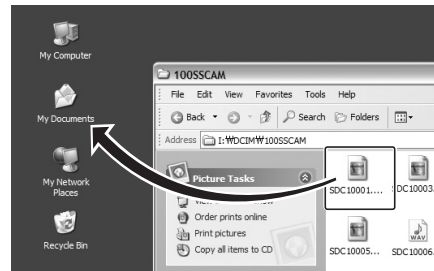 My Computer
My Documents
My Network
Places
Recycle Bin
100SSCAM
File Edit View Favorites Tools Help
Back Search Folders
Address I:₩DCIM₩100SSCAM
Picture Tasks
Order prints online
Print pictures
Copy all items to CD
SDC10001.... SDC10003.
WAV
SDC10005... SDC10006.